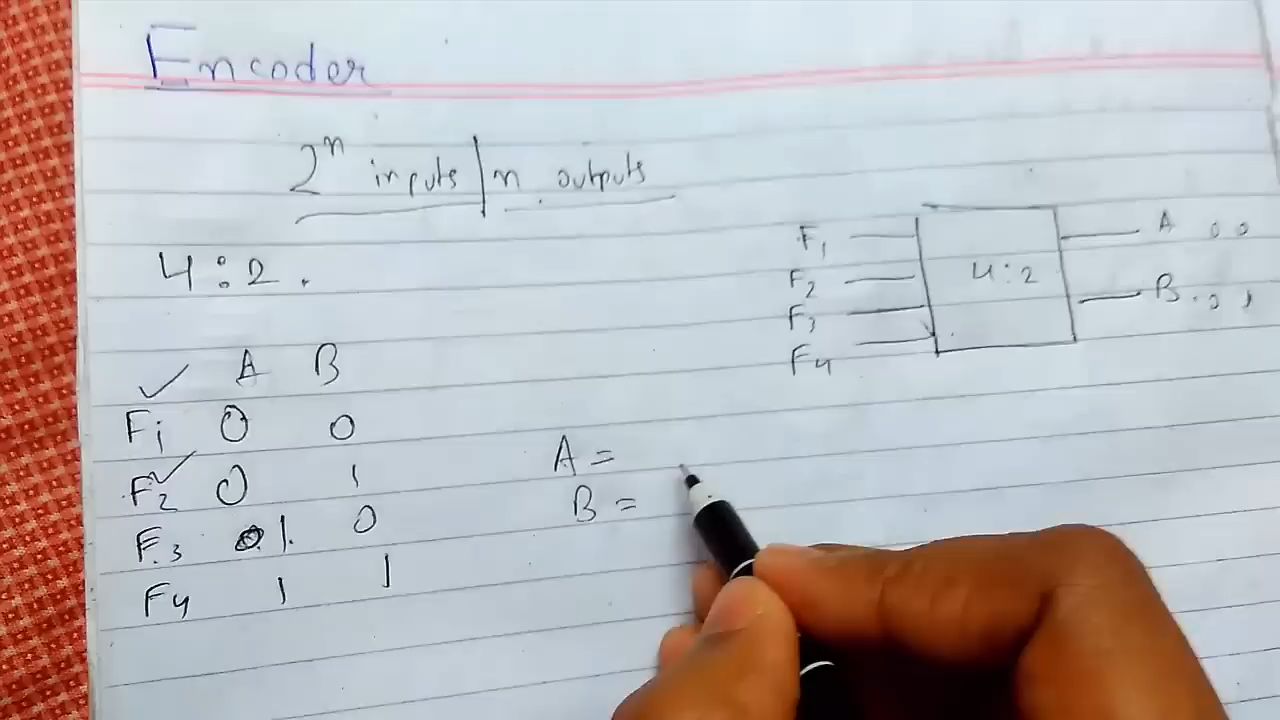 Encoder
2ⁿ inputs | n outputs
4:2.
F1
F2
F3
F4
4:2
A 0 0
B. 0 1
✓ A B
F1 0 0
F2 ✓ 0 1
F3 1. 0
F4 1 1
A =
B =